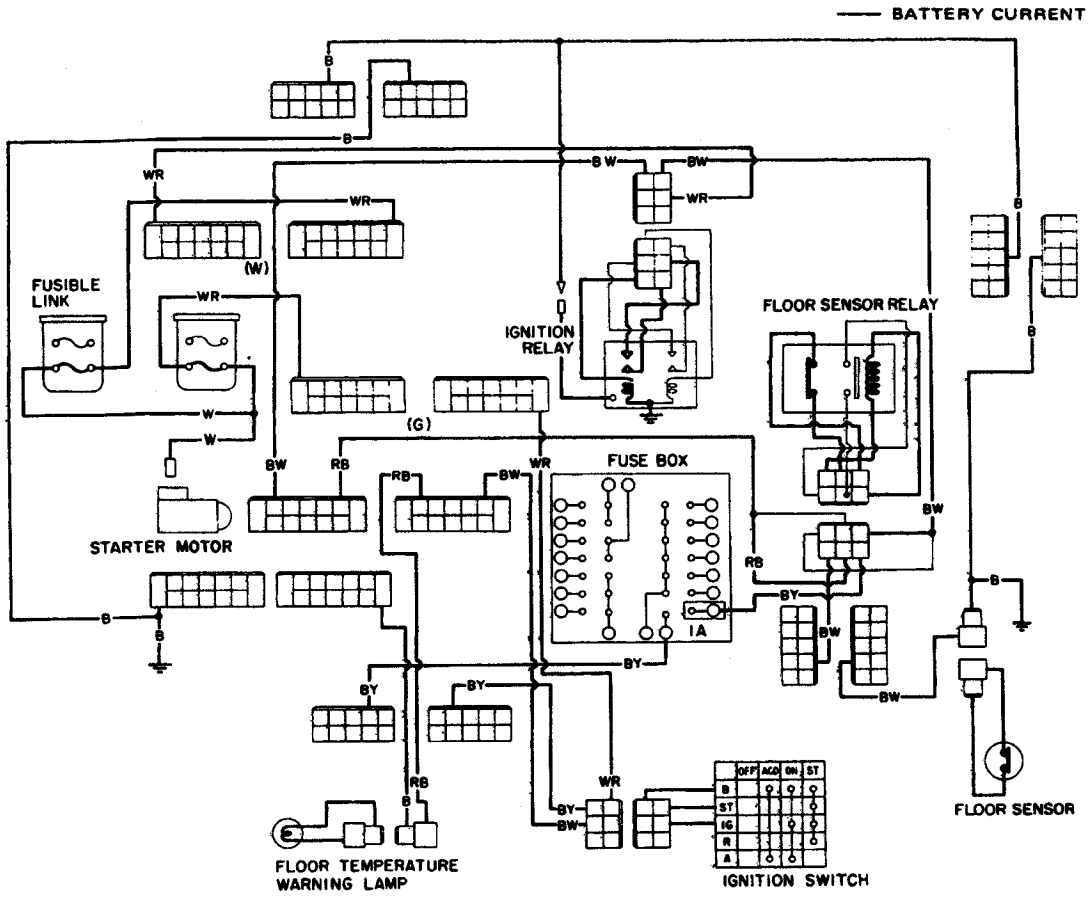 BATTERY CURRENT
B
B
B W
BW
WR
WR
WR
B
(W)
FUSIBLE
LINK
WR
IGNITION
RELAY
FLOOR SENSOR RELAY
B
W
(G)
W
BW
RB
RB
BW
WR
FUSE BOX
BW
STARTER MOTOR
RB
BY
B
1A
BW
B
B
BY
BW
BY
BY
RB
B
WR
BY
BW
OFF ACC ON ST
B
ST
IG
R
A
FLOOR SENSOR
FLOOR TEMPERATURE
WARNING LAMP
IGNITION SWITCH